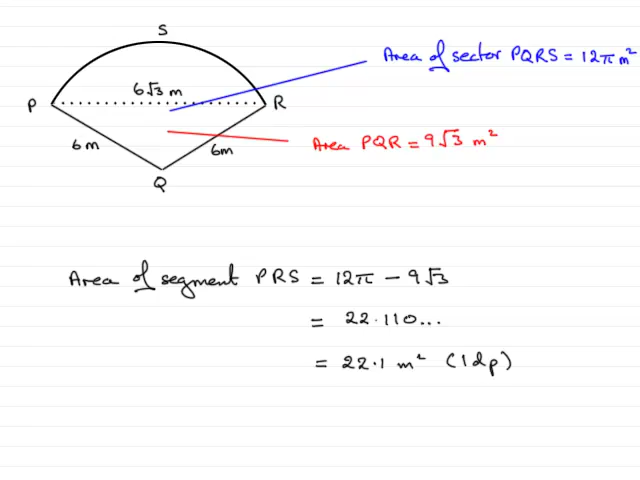 S
Area of sector PQRS = 12π m²
6√3 m
P
R
6 m
6m
Area PQR = 9√3 m²
Q
Area of segment PRS = 12π − 9√3
= 22.110...
= 22.1 m² (1dp)